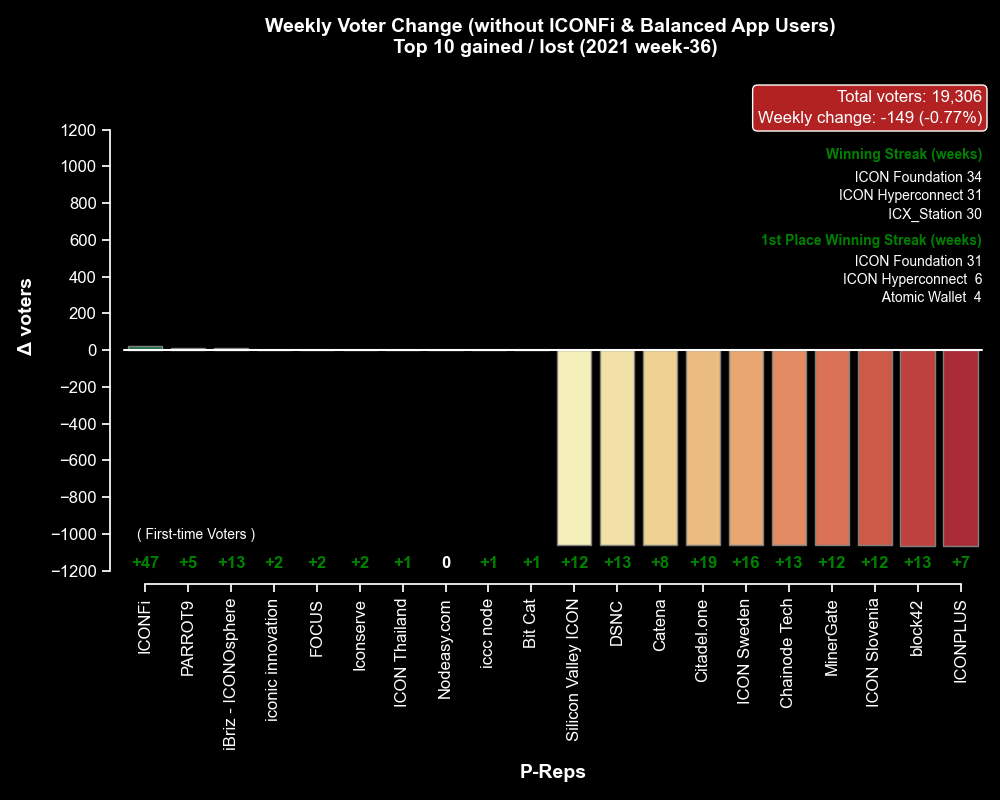 Weekly Voter Change (without ICONFi & Balanced App Users)
Top 10 gained / lost (2021 week-36)
Total voters: 19,306
Weekly change: -149 (-0.77%)
Winning Streak (weeks)
ICON Foundation 34
ICON Hyperconnect 31
ICX_Station 30
1st Place Winning Streak (weeks)
ICON Foundation 31
ICON Hyperconnect 6
Atomic Wallet 4
Δ voters
1200
1000
800
600
400
200
0
−200
−400
−600
−800
−1000
−1200
( First-time Voters )
+47 +5 +13 +2 +2 +2 +1 0 +1 +1 +12 +13 +8 +19 +16 +13 +12 +12 +13 +7
ICONFi
PARROT9
iBriz - ICONOsphere
iconic innovation
FOCUS
Iconserve
ICON Thailand
Nodeasy.com
iccc node
Bit Cat
Silicon Valley ICON
DSNC
Catena
Citadel.one
ICON Sweden
Chainode Tech
MinerGate
ICON Slovenia
block42
ICONPLUS
P-Reps